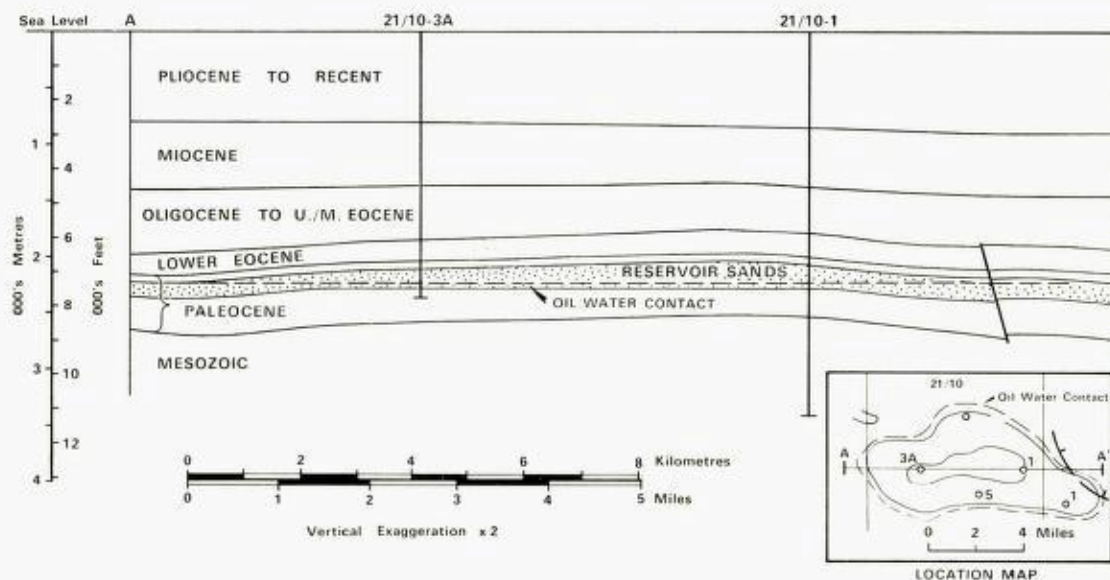 Sea Level A 21/10-3A 21/10-1
PLIOCENE TO RECENT
2
1
MIOCENE
4
OLIGOCENE TO U./M. EOCENE
6
2
LOWER EOCENE
RESERVOIR SANDS
000's Metres
000's Feet
8
OIL WATER CONTACT
PALEOCENE
MESOZOIC
3
10
12
4
0 2 4 6 8 Kilometres
0 1 2 3 4 5 Miles
Vertical Exaggeration x 2
21/10
Oil Water Contact
A 3A 1 A'
5 1
0 2 4 Miles
LOCATION MAP